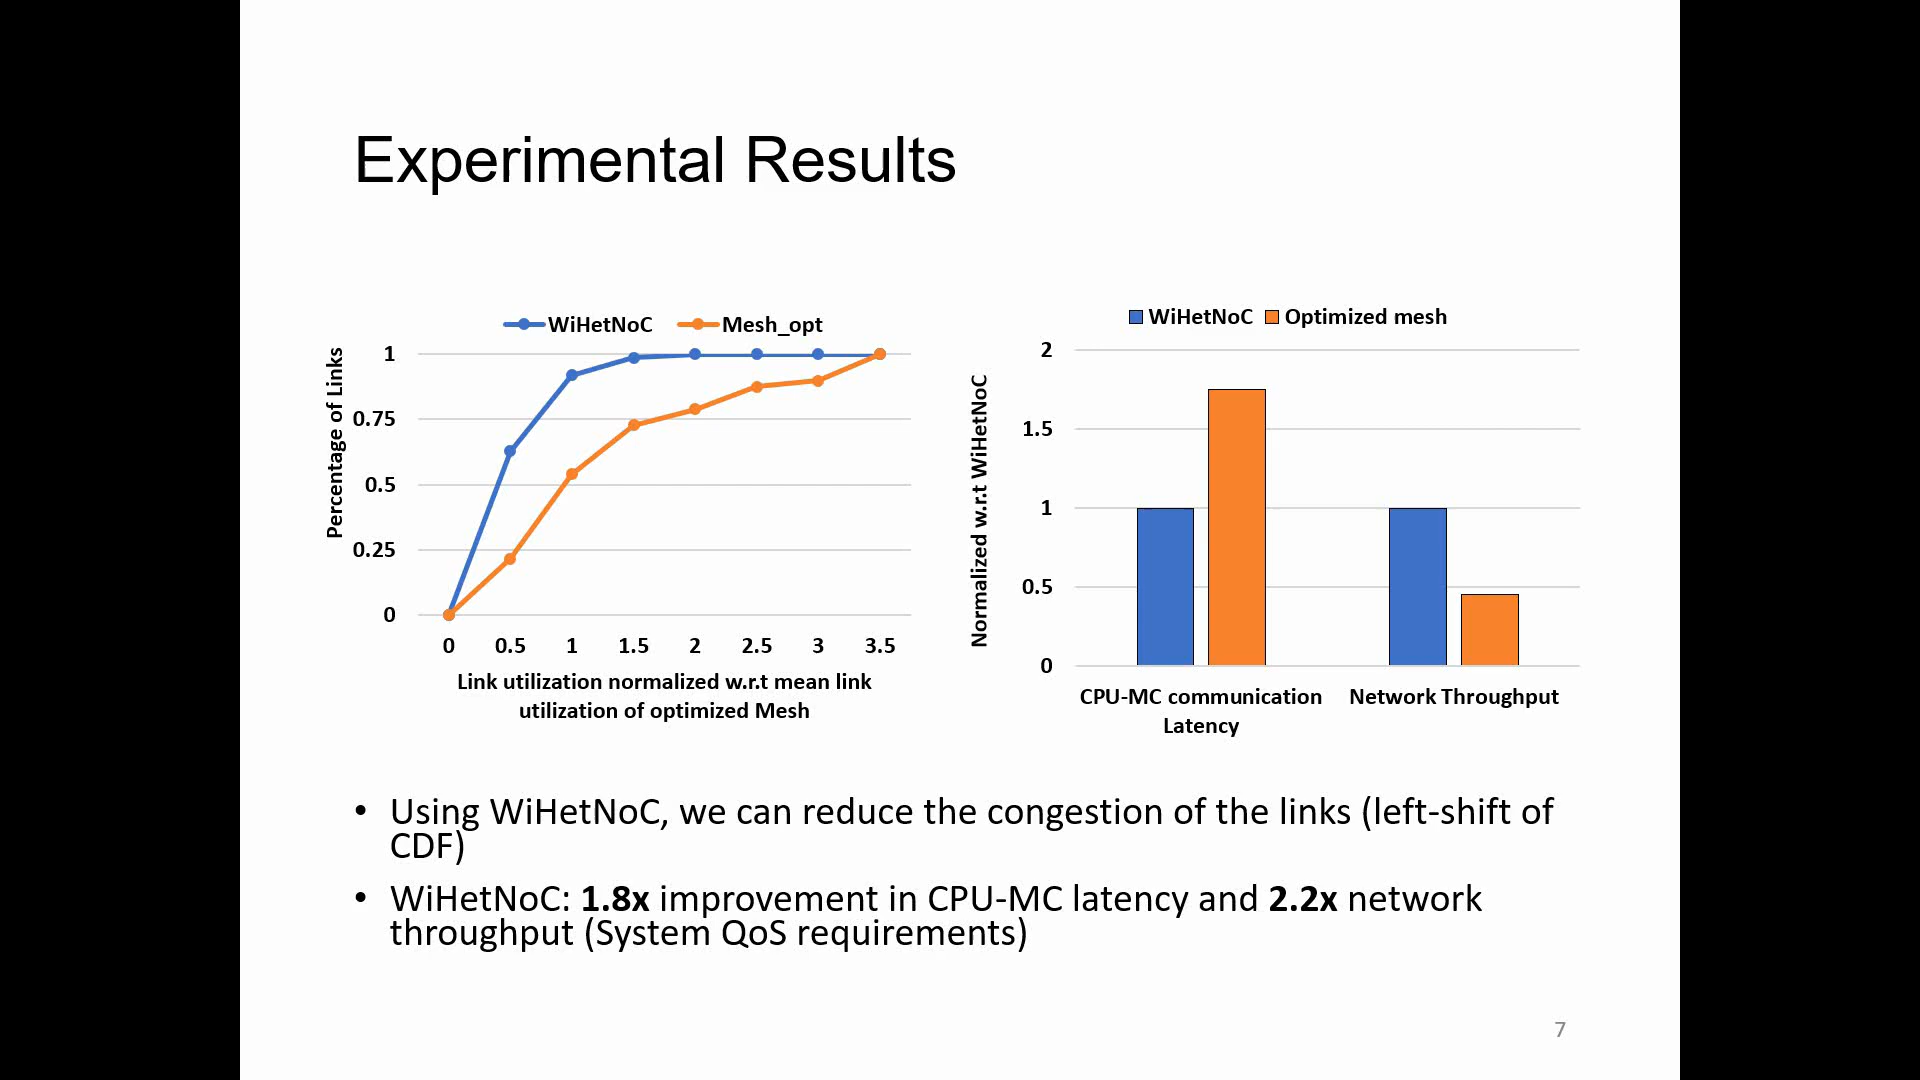 Experimental Results
WiHetNoC Mesh_opt
Percentage of Links
1
0.75
0.5
0.25
0
0 0.5 1 1.5 2 2.5 3 3.5
Link utilization normalized w.r.t mean link
utilization of optimized Mesh
WiHetNoC Optimized mesh
Normalized w.r.t WiHetNoC
2
1.5
1
0.5
0
CPU-MC communication Network Throughput
Latency
• Using WiHetNoC, we can reduce the congestion of the links (left-shift of
CDF)
• WiHetNoC: 1.8x improvement in CPU-MC latency and 2.2x network
throughput (System QoS requirements)
7